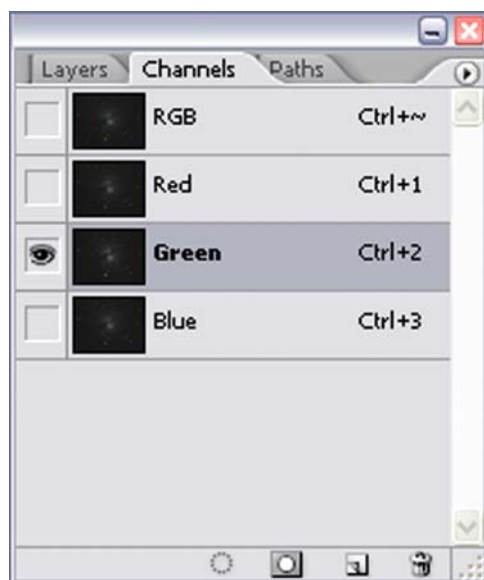 Layers Channels Paths
RGB Ctrl+~
Red Ctrl+1
Green Ctrl+2
Blue Ctrl+3